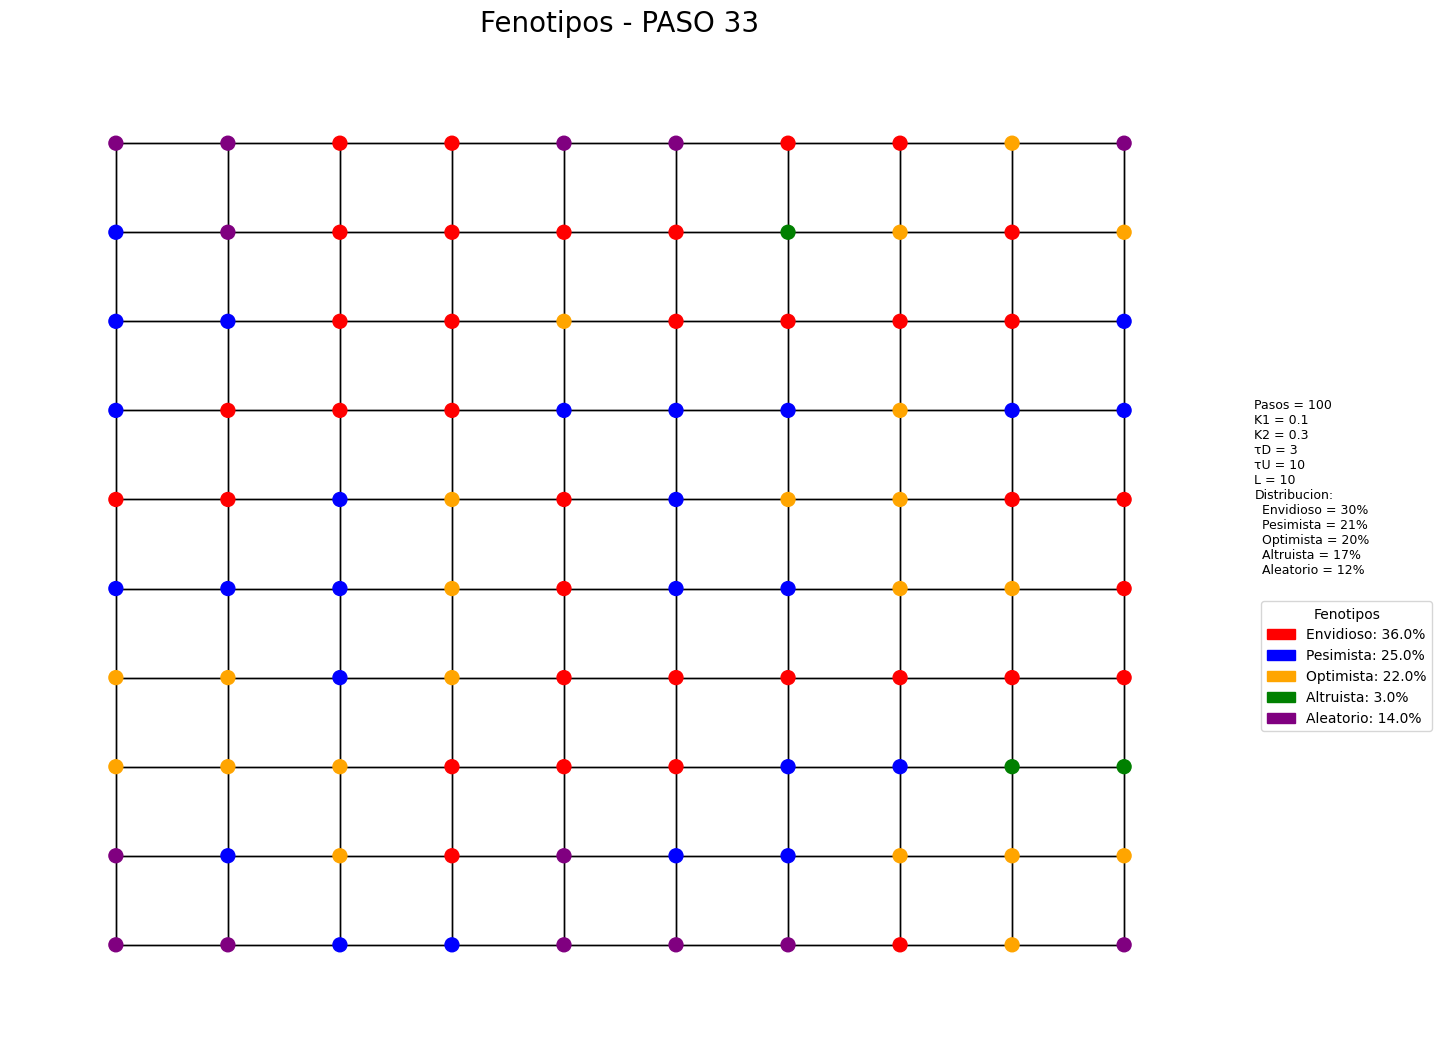 Fenotipos - PASO 33
Pasos = 100
K1 = 0.1
K2 = 0.3
τD = 3
τU = 10
L = 10
Distribucion:
Envidioso = 30%
Pesimista = 21%
Optimista = 20%
Altruista = 17%
Aleatorio = 12%
Fenotipos
Envidioso: 36.0%
Pesimista: 25.0%
Optimista: 22.0%
Altruista: 3.0%
Aleatorio: 14.0%